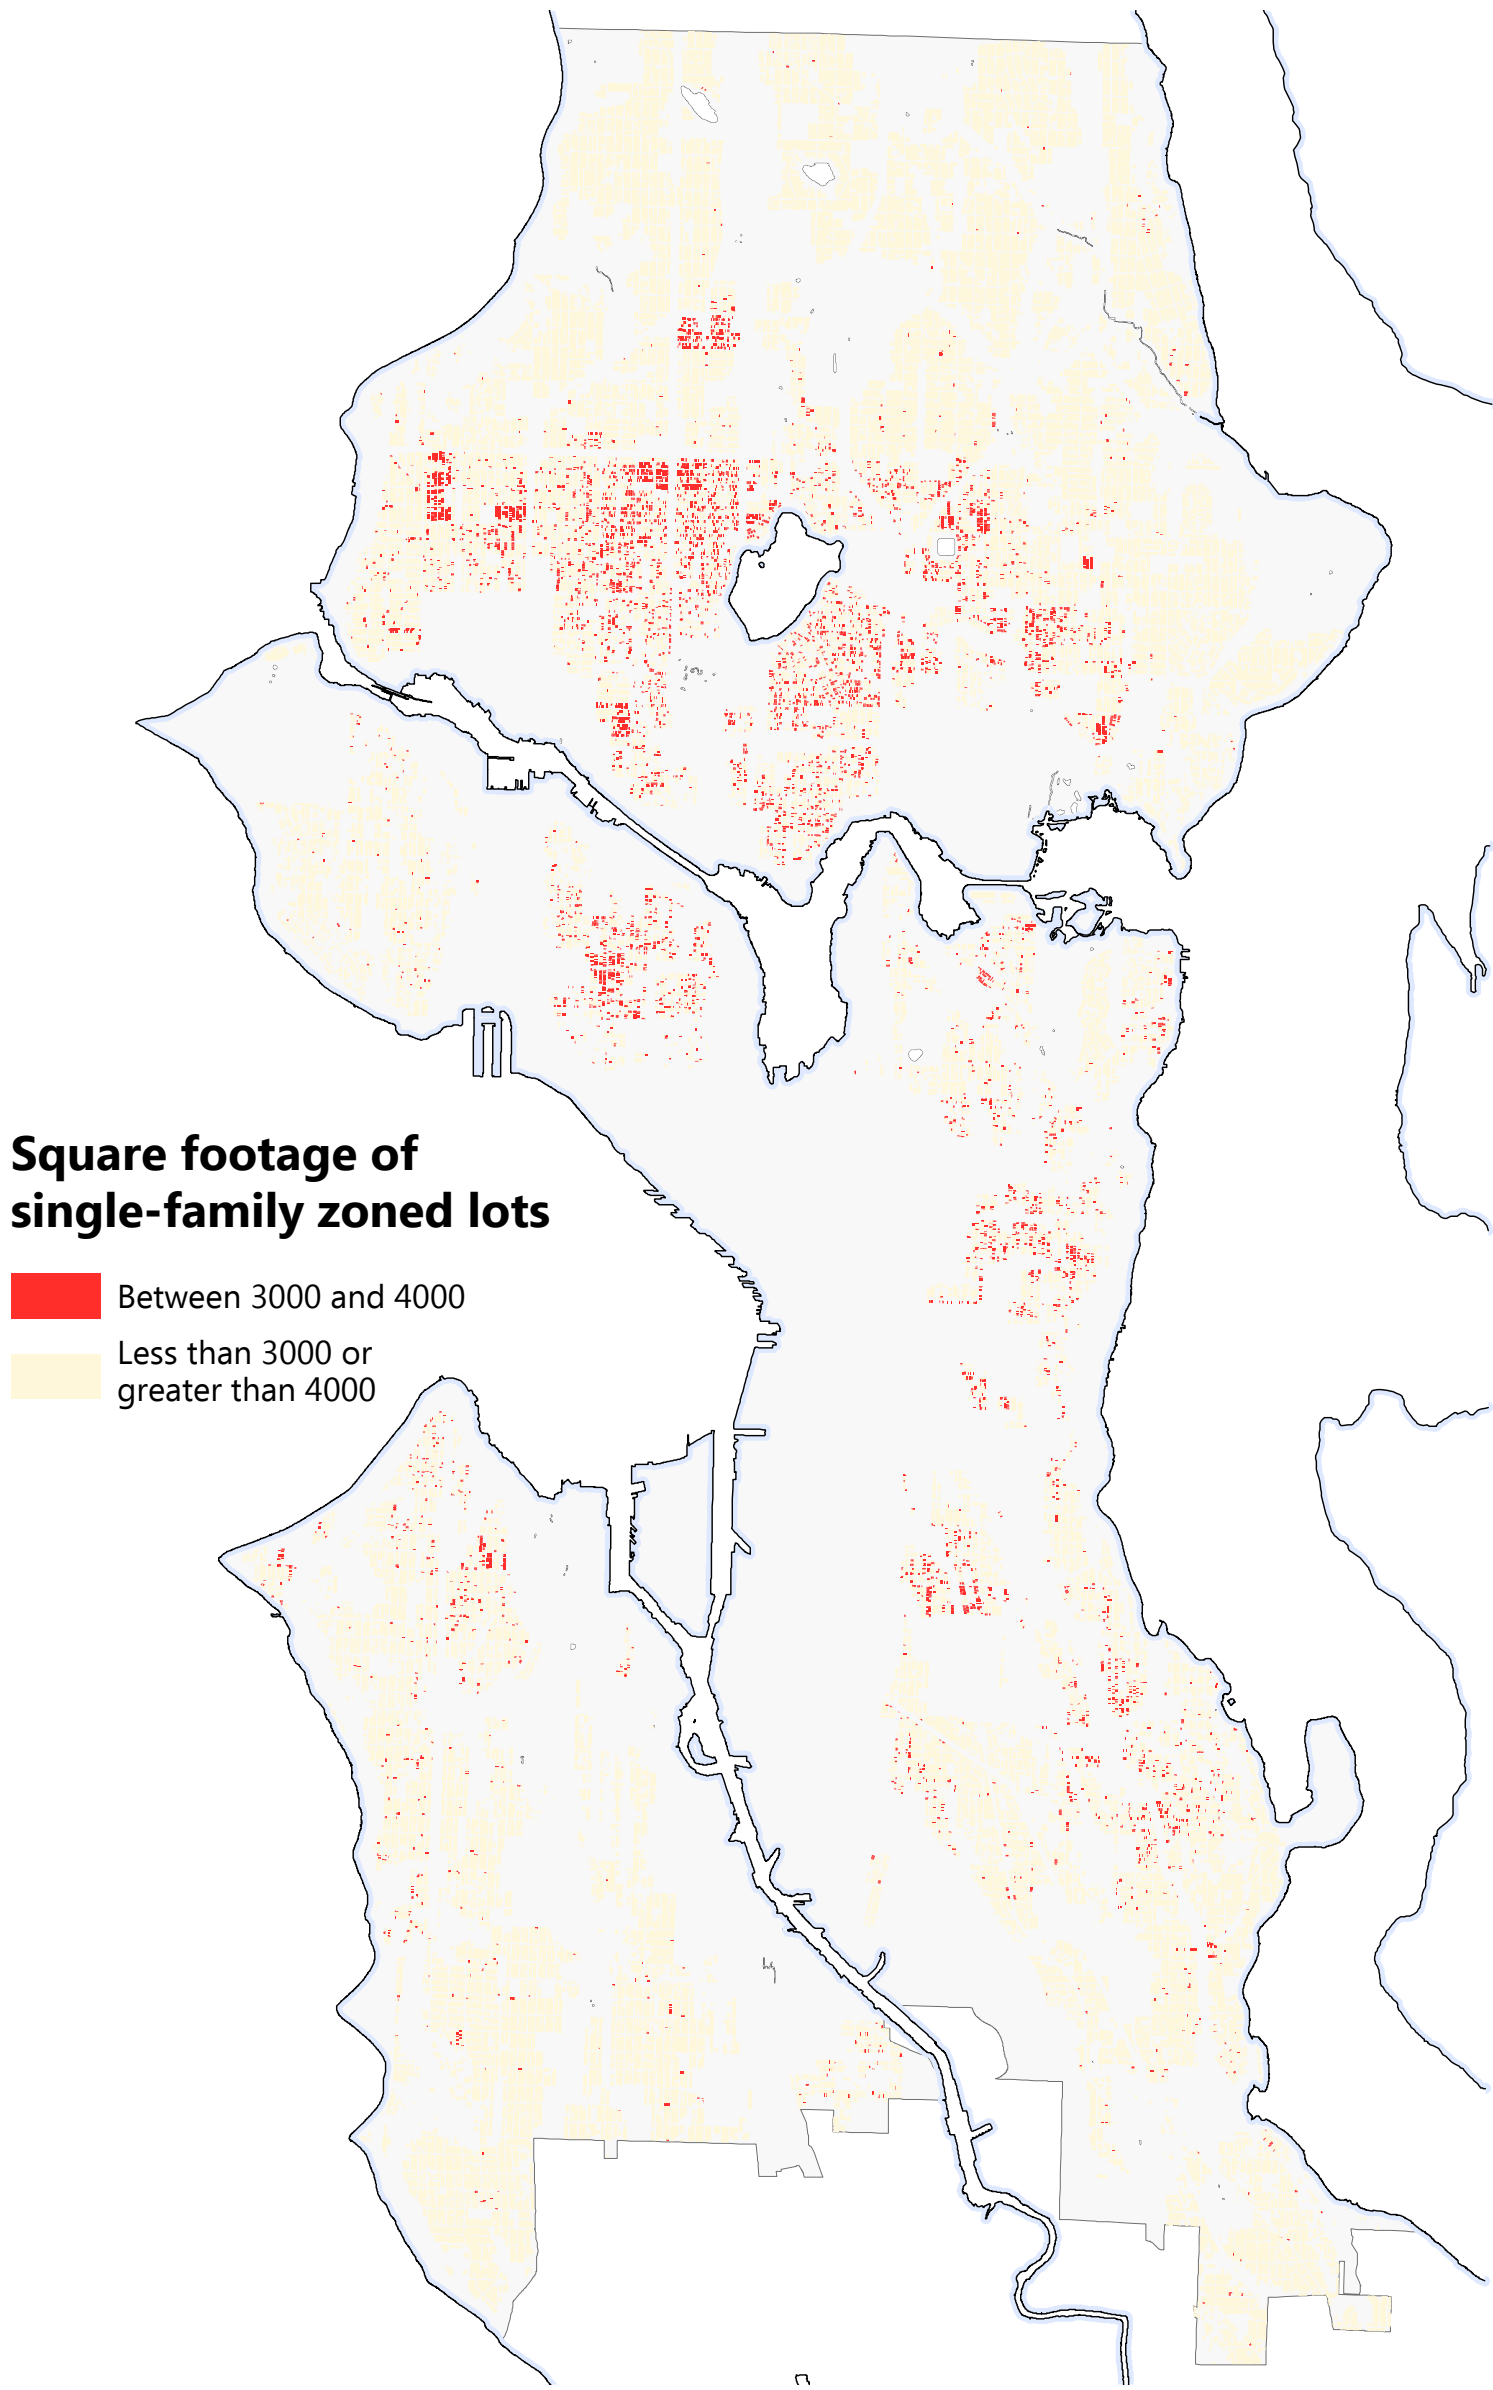 Square footage of
single-family zoned lots
Between 3000 and 4000
Less than 3000 or
greater than 4000